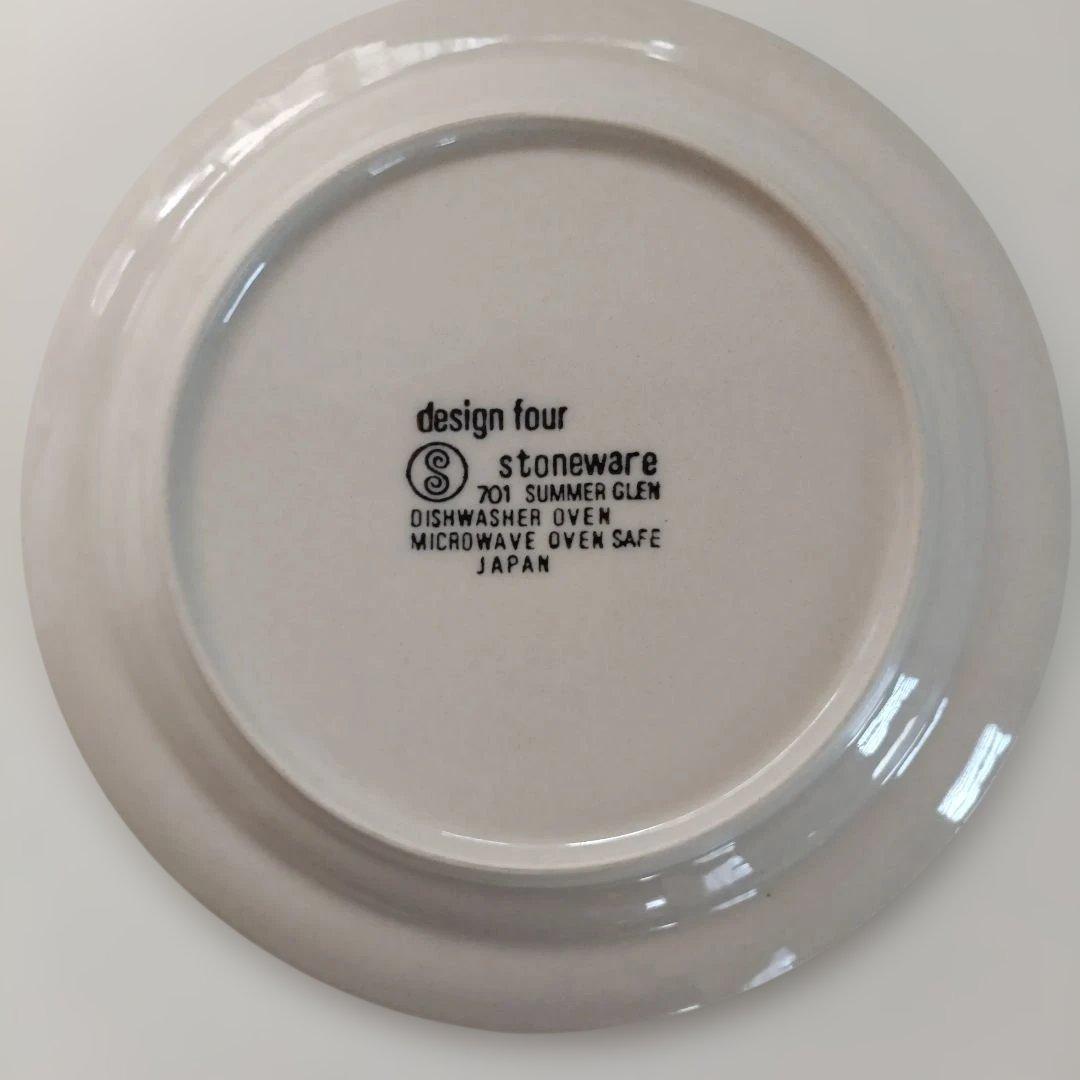 design four
S stoneware
701 SUMMER GLEN
DISHWASHER OVEN
MICROWAVE OVEN SAFE
JAPAN